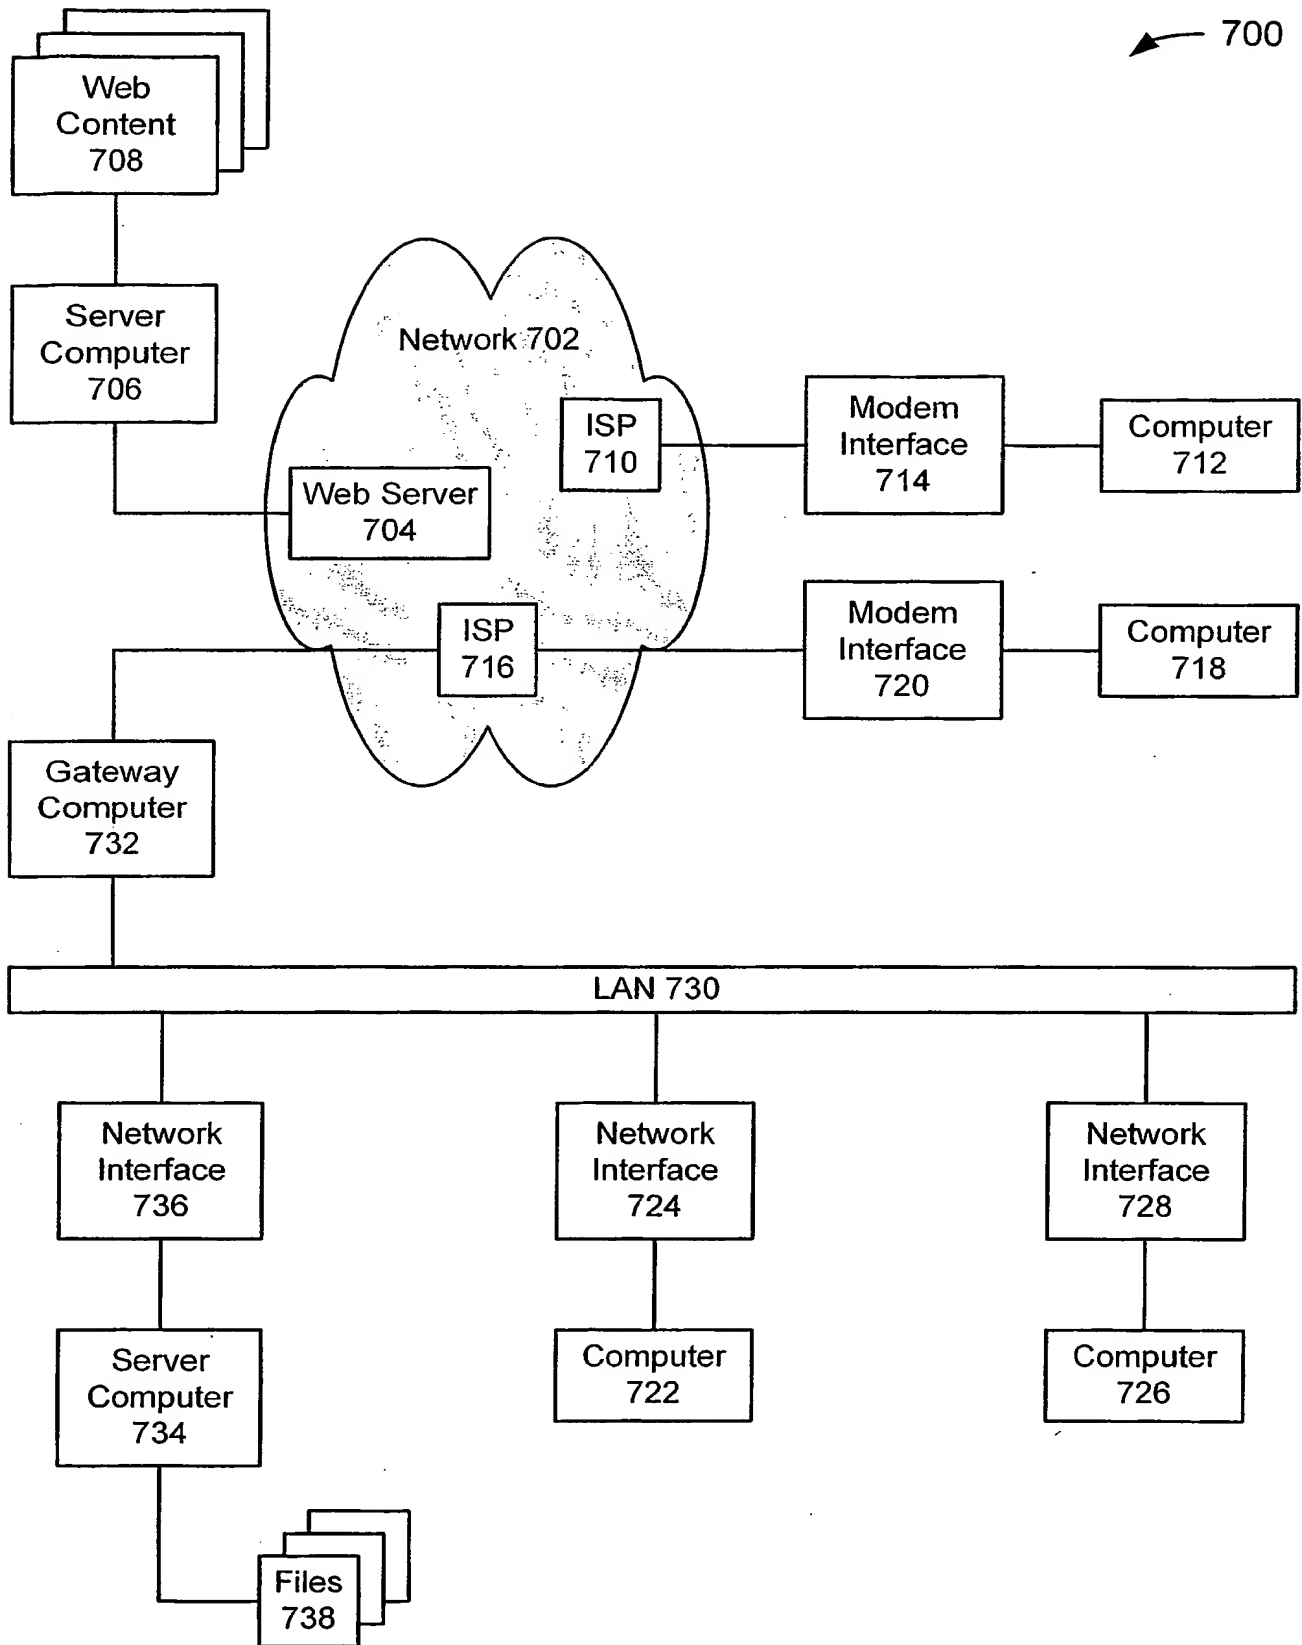 700
Web
Content
708
Server
Computer
706
Network 702
ISP
710
Modem
Interface
714
Computer
712
Web Server
704
ISP
716
Modem
Interface
720
Computer
718
Gateway
Computer
732
LAN 730
Network
Interface
736
Network
Interface
724
Network
Interface
728
Server
Computer
734
Computer
722
Computer
726
Files
738